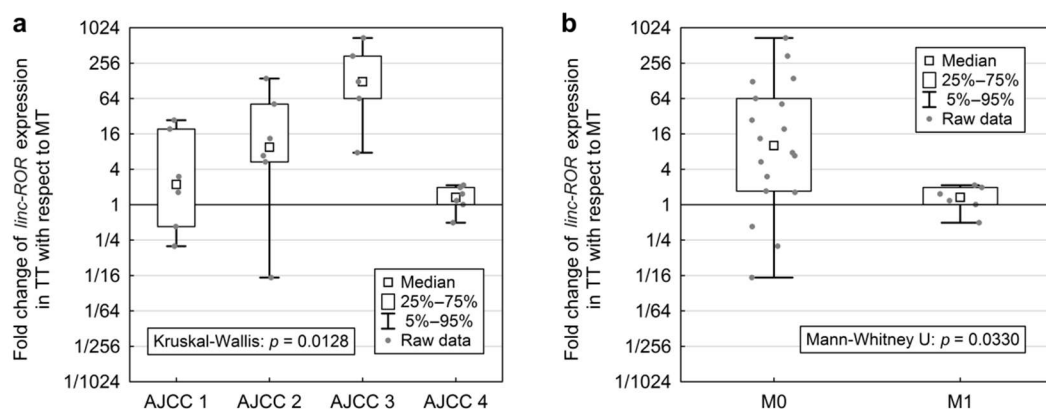 a
Fold change of linc-ROR expression
in TT with respect to MT
1024
256
64
16
4
1
1/4
1/16
1/64
1/256
1/1024
Median
25%–75%
5%–95%
Raw data
Kruskal-Wallis: p = 0.0128
AJCC 1 AJCC 2 AJCC 3 AJCC 4
b
Fold change of linc-ROR expression
in TT with respect to MT
1024
256
64
16
4
1
1/4
1/16
1/64
1/256
1/1024
Median
25%–75%
5%–95%
Raw data
Mann-Whitney U: p = 0.0330
M0 M1